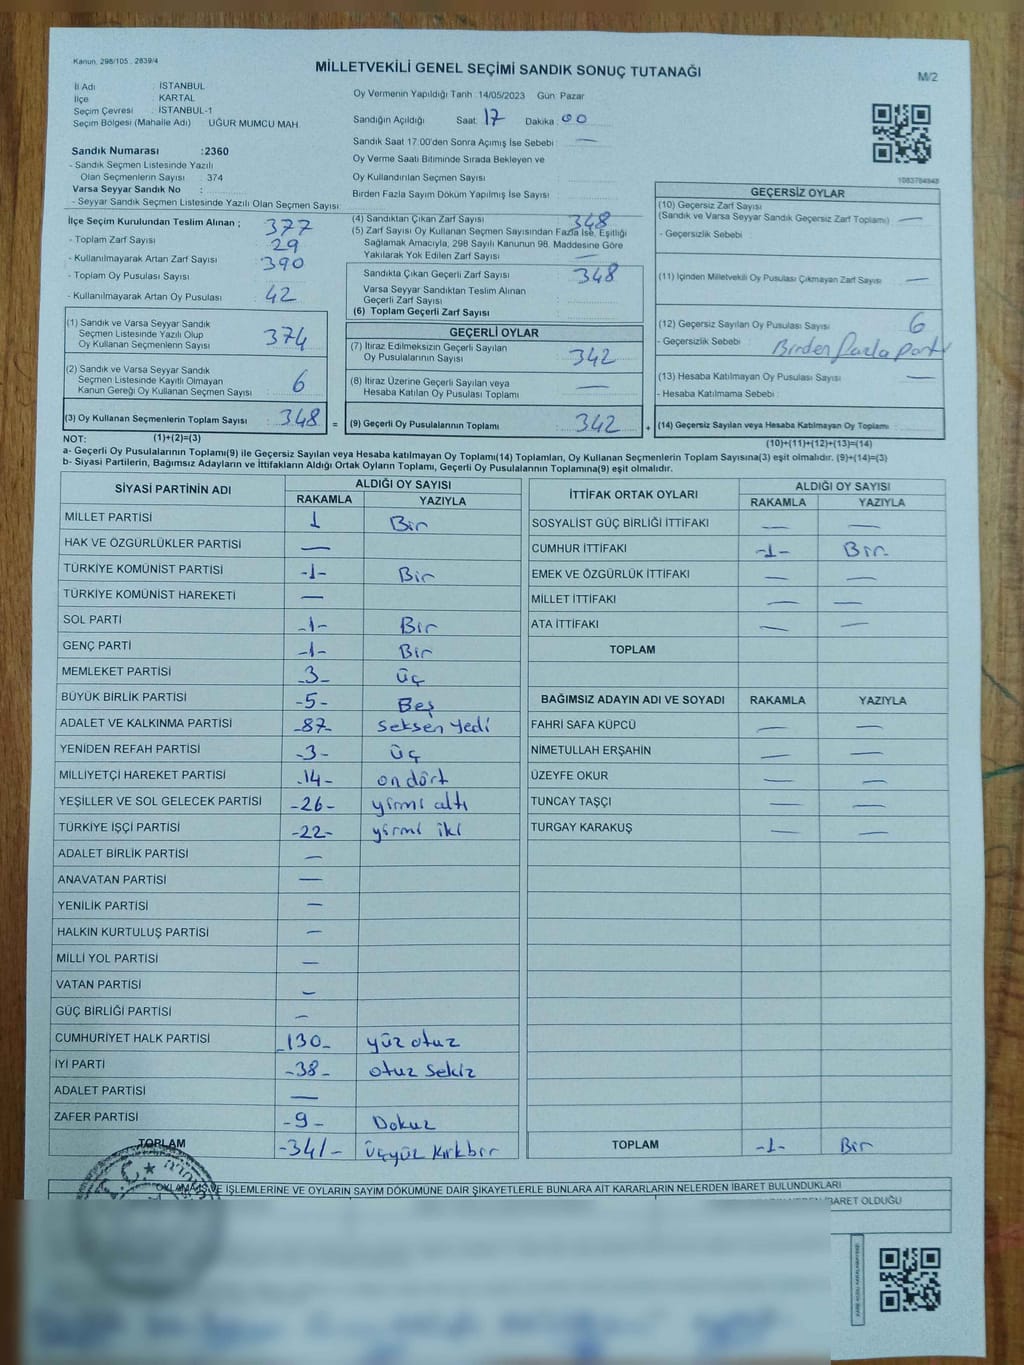 Kanun. 298/105 . 2839/4
MİLLETVEKİLİ GENEL SEÇİMİ SANDIK SONUÇ TUTANAĞI
M/2
İl Adı : İSTANBUL
İlçe : KARTAL
Seçim Çevresi : İSTANBUL-1
Seçim Bölgesi (Mahalle Adı) : UĞUR MUMCU MAH.
Oy Vermenin Yapıldığı Tarih :14/05/2023 Gün: Pazar
Sandığın Açıldığı Saat: 17 Dakika : 00
Sandık Saat 17:00'den Sonra Açımış İse Sebebi : —
Oy Verme Saati Bitiminde Sırada Bekleyen ve
Oy Kullandırılan Seçmen Sayısı :
Birden Fazla Sayım Döküm Yapılmış İse Sayısı :
Sandık Numarası :2360
- Sandık Seçmen Listesinde Yazılı
Olan Seçmen Sayısı : 374
Varsa Seyyar Sandık No :
- Seyyar Sandık Seçmen Listesinde Yazılı Olan Seçmen Sayısı:
1083784848
İlçe Seçim Kurulundan Teslim Alınan ; 377
- Toplam Zarf Sayısı 29
- Kullanılmayarak Artan Zarf Sayısı 390
- Toplam Oy Pusulası Sayısı
- Kullanılmayarak Artan Oy Pusulası 42
(1) Sandık ve Varsa Seyyar Sandık
Seçmen Listesinde Yazılı Olup
Oy Kullanan Seçmenlerin Sayısı 374
(2) Sandık ve Varsa Seyyar Sandık
Seçmen Listesinde Kayıtlı Olmayan
Kanun Gereği Oy Kullanan Seçmen Sayısı 6
(3) Oy Kullanan Seçmenlerin Toplam Sayısı 348 =
(4) Sandıktan Çıkan Zarf Sayısı 348
(5) Zarf Sayısı Oy Kullanan Seçmen Sayısından Fazla İse, Eşitliği
Sağlamak Amacıyla, 298 Sayılı Kanunun 98. Maddesine Göre
Yakılarak Yok Edilen Zarf Sayısı —
Sandıkta Çıkan Geçerli Zarf Sayısı 348
Varsa Seyyar Sandıktan Teslim Alınan
Geçerli Zarf Sayısı
(6) Toplam Geçerli Zarf Sayısı
GEÇERLİ OYLAR
(7) İtiraz Edilmeksizin Geçerli Sayılan
Oy Pusulalarının Sayısı 342
(8) İtiraz Üzerine Geçerli Sayılan veya
Hesaba Katılan Oy Pusulası Toplamı —
(9) Geçerli Oy Pusulalarının Toplamı 342 +
GEÇERSİZ OYLAR
(10) Geçersiz Zarf Sayısı
(Sandık ve Varsa Seyyar Sandık Geçersiz Zarf Toplamı) —
- Geçersizlik Sebebi :
(11) İçinden Milletvekili Oy Pusulası Çıkmayan Zarf Sayısı —
(12) Geçersiz Sayılan Oy Pusulası Sayısı 6
- Geçersizlik Sebebi : Birden fazla parti
(13) Hesaba Katılmayan Oy Pusulası Sayısı —
- Hesaba Katılmama Sebebi :
(14) Geçersiz Sayılan veya Hesaba Katılmayan Oy Toplamı :
NOT: (1)+(2)=(3)
(10)+(11)+(12)+(13)=(14)
a- Geçerli Oy Pusulalarının Toplamı(9) ile Geçersiz Sayılan veya Hesaba katılmayan Oy Toplamı(14) Toplamları, Oy Kullanan Seçmenlerin Toplam Sayısına(3) eşit olmalıdır. (9)+(14)=(3)
b- Siyasi Partilerin, Bağımsız Adayların ve İttifakların Aldığı Ortak Oyların Toplamı, Geçerli Oy Pusulalarının Toplamına(9) eşit olmalıdır.
SİYASİ PARTİNİN ADI ALDIĞI OY SAYISI
RAKAMLA YAZIYLA
MİLLET PARTİSİ 1 Bir
HAK VE ÖZGÜRLÜKLER PARTİSİ —
TÜRKİYE KOMÜNİST PARTİSİ -1- Bir
TÜRKİYE KOMÜNİST HAREKETİ —
SOL PARTİ -1- Bir
GENÇ PARTİ -1- Bir
MEMLEKET PARTİSİ -3- üç
BÜYÜK BİRLİK PARTİSİ -5- Beş
ADALET VE KALKINMA PARTİSİ -87- seksen yedi
YENİDEN REFAH PARTİSİ -3- üç
MİLLİYETÇİ HAREKET PARTİSİ -14- on dört
YEŞİLLER VE SOL GELECEK PARTİSİ -26- yirmi altı
TÜRKİYE İŞÇİ PARTİSİ -22- yirmi iki
ADALET BİRLİK PARTİSİ —
ANAVATAN PARTİSİ —
YENİLİK PARTİSİ —
HALKIN KURTULUŞ PARTİSİ —
MİLLİ YOL PARTİSİ —
VATAN PARTİSİ —
GÜÇ BİRLİĞİ PARTİSİ —
CUMHURİYET HALK PARTİSİ -130- yüz otuz
İYİ PARTİ -38- otuz sekiz
ADALET PARTİSİ —
ZAFER PARTİSİ -9- Dokuz
TOPLAM -341- üçyüz kırkbir
İTTİFAK ORTAK OYLARI ALDIĞI OY SAYISI
RAKAMLA YAZIYLA
SOSYALİST GÜÇ BİRLİĞİ İTTİFAKI — —
CUMHUR İTTİFAKI -1- Bir
EMEK VE ÖZGÜRLÜK İTTİFAKI — —
MİLLET İTTİFAKI — —
ATA İTTİFAKI — —
TOPLAM
BAĞIMSIZ ADAYIN ADI VE SOYADI RAKAMLA YAZIYLA
FAHRİ SAFA KÜPCÜ — —
NİMETULLAH ERŞAHİN — —
ÜZEYFE OKUR — —
TUNCAY TAŞÇI — —
TURGAY KARAKUŞ — —
TOPLAM -1- Bir
VE İŞLEMLERİNE VE OYLARIN SAYIM DÖKÜMÜNE DAİR ŞİKAYETLERLE BUNLARA AİT KARARLARIN NELERDEN İBARET BULUNDUKLARI
İBARET OLDUĞU